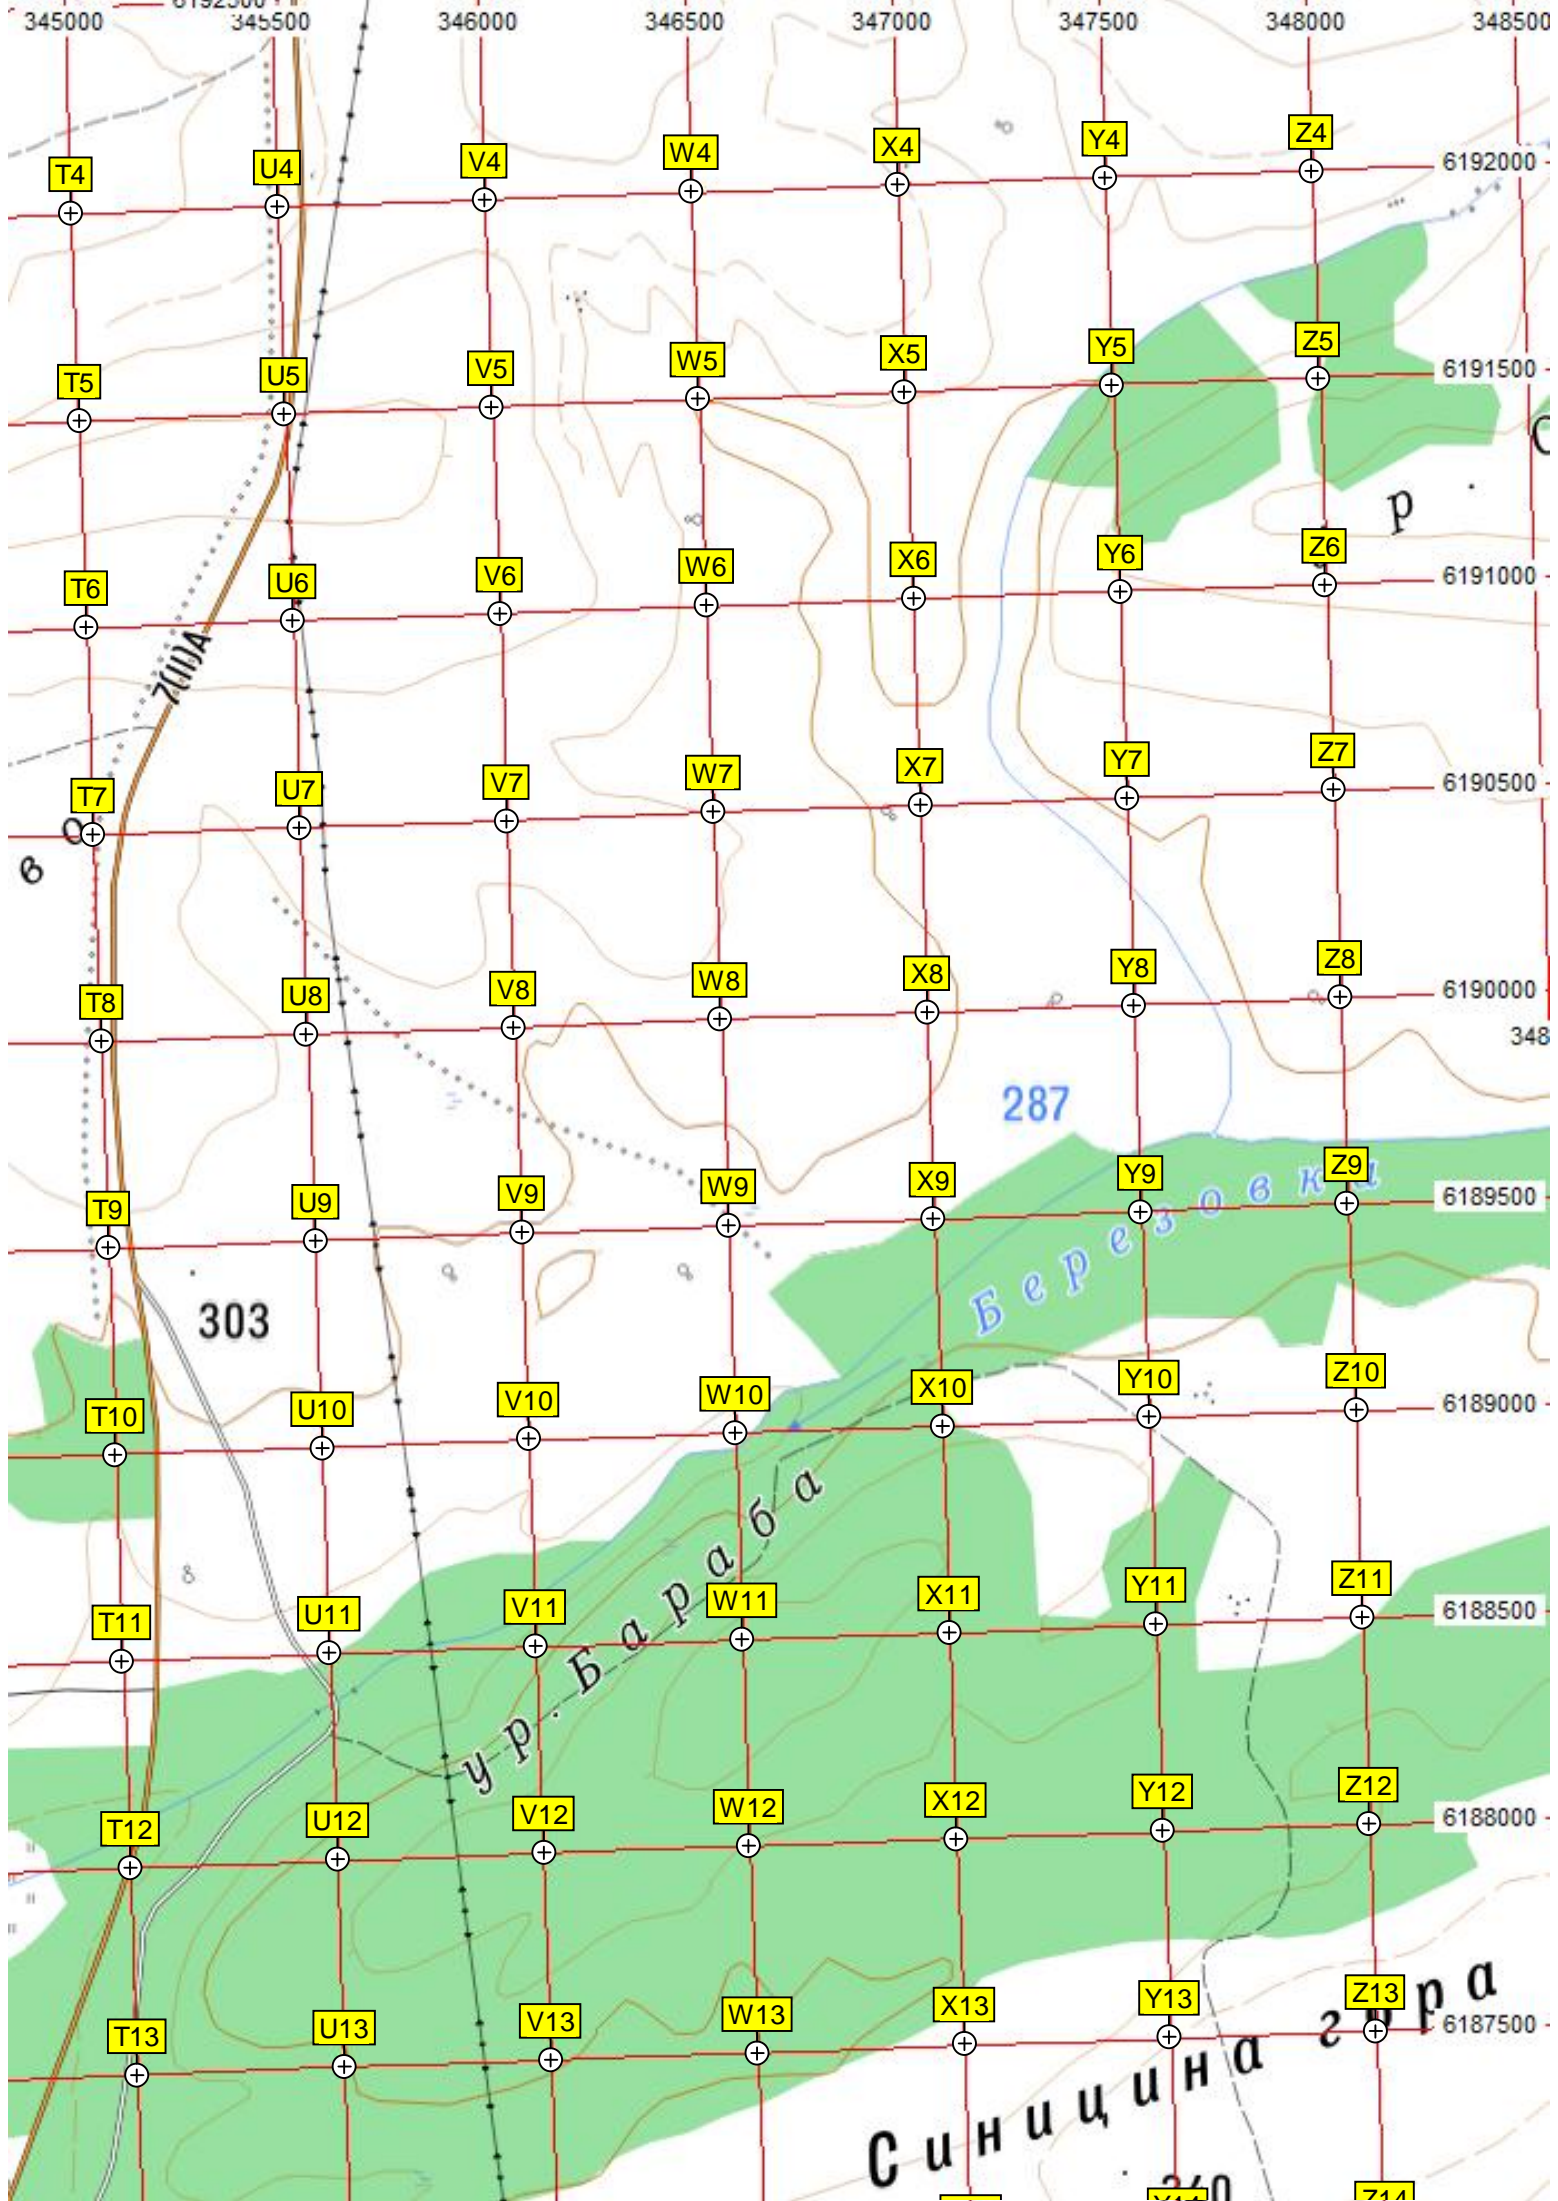 345000 345500 346000 346500 347000 347500 348000 348500
T4 U4 V4 W4 X4 Y4 Z4 6192000
T5 U5 V5 W5 X5 Y5 Z5 6191500
р.
T6 U6 V6 W6 X6 Y6 Z6 6191000
7(II)А
T7 U7 V7 W7 X7 Y7 Z7 6190500
в о
T8 U8 V8 W8 X8 Y8 Z8 6190000
348
287
T9 U9 V9 W9 X9 Y9 Z9 6189500
Березовка
303
T10 U10 V10 W10 X10 Y10 Z10 6189000
ур. Бараба
T11 U11 V11 W11 X11 Y11 Z11 6188500
T12 U12 V12 W12 X12 Y12 Z12 6188000
T13 U13 V13 W13 X13 Y13 Z13 6187500
Синицина гора
Z14